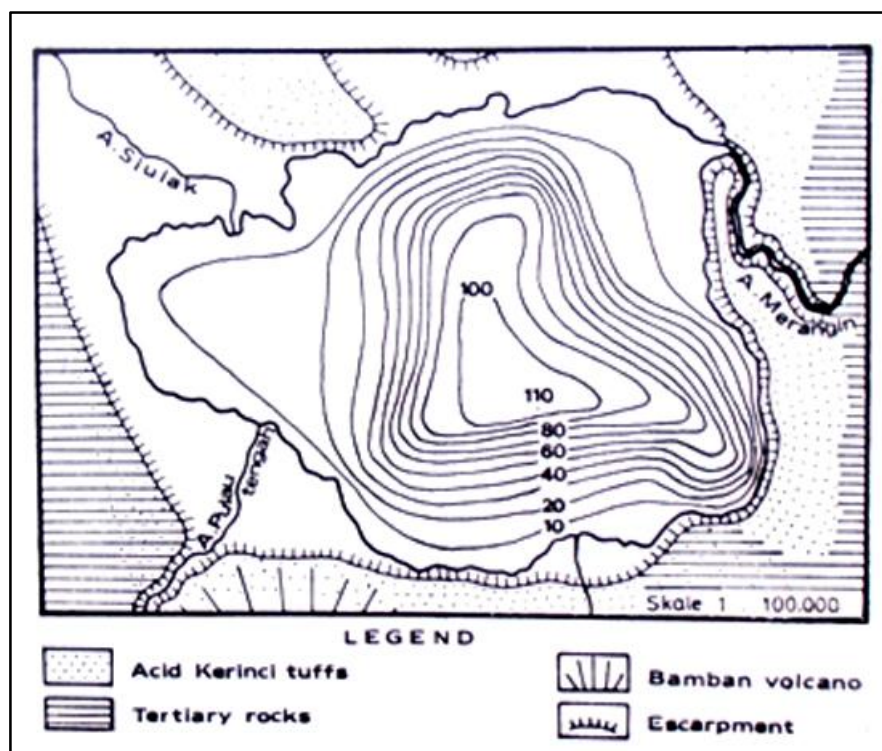 A. Siulak
100
A. Merangin
110
80
60
40
20
10
A. Pulau
tengah
Skale 1 100.000
LEGEND
Acid Kerinci tuffs
Tertiary rocks
Bamban volcano
Escarpment